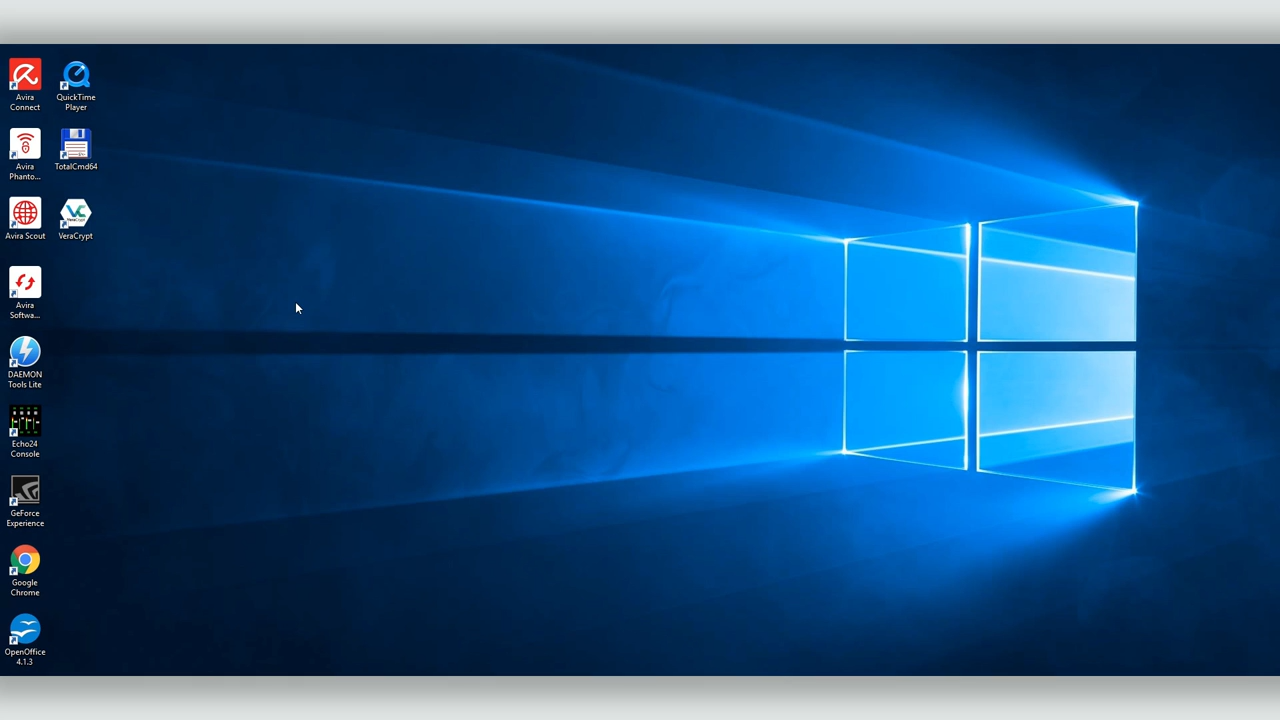 Avira
Connect
QuickTime
Player
Avira
Phanto...
TotalCmd64
Avira Scout
VeraCrypt
Avira
Softwa...
DAEMON
Tools Lite
Echo24
Console
GeForce
Experience
Google
Chrome
OpenOffice
4.1.3